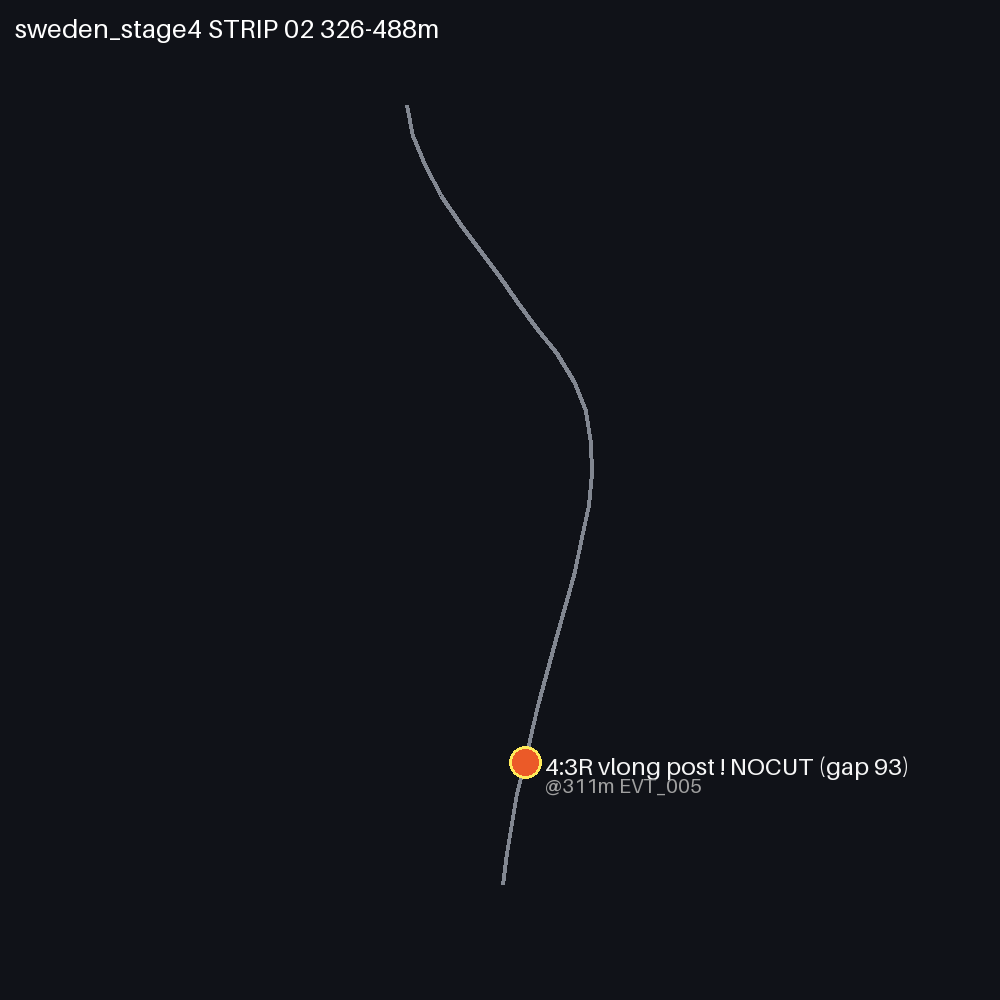 sweden_stage4 STRIP 02 326-488m
4:3R vlong post ! NOCUT (gap 93)
@311m EVT_005